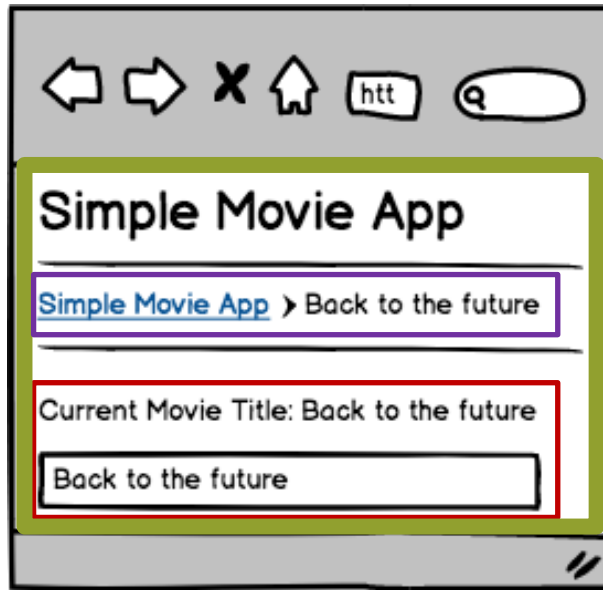 htt
Simple Movie App
Simple Movie App > Back to the future
Current Movie Title: Back to the future
Back to the future